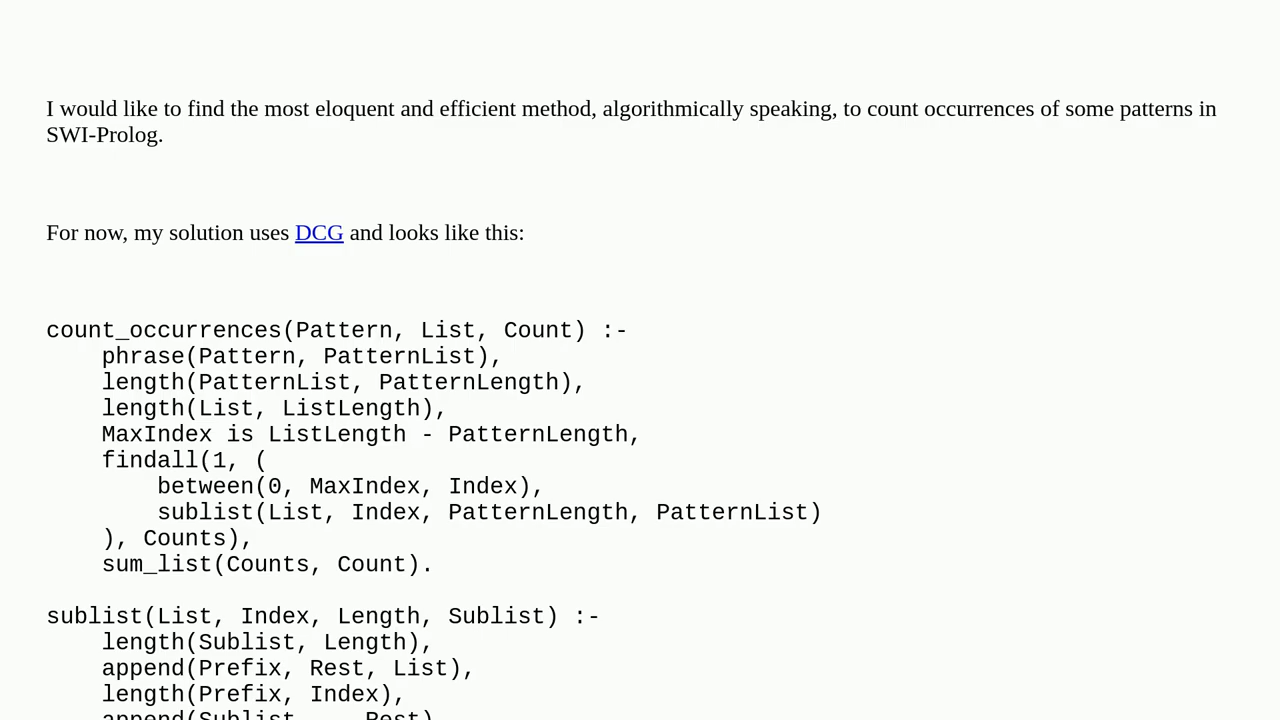 I would like to find the most eloquent and efficient method, algorithmically speaking, to count occurrences of some patterns in
SWI-Prolog.
For now, my solution uses DCG and looks like this:
count_occurrences(Pattern, List, Count) :-
    phrase(Pattern, PatternList),
    length(PatternList, PatternLength),
    length(List, ListLength),
    MaxIndex is ListLength - PatternLength,
    findall(1, (
        between(0, MaxIndex, Index),
        sublist(List, Index, PatternLength, PatternList)
    ), Counts),
    sum_list(Counts, Count).
sublist(List, Index, Length, Sublist) :-
    length(Sublist, Length),
    append(Prefix, Rest, List),
    length(Prefix, Index),
    append(Sublist, _, Rest)